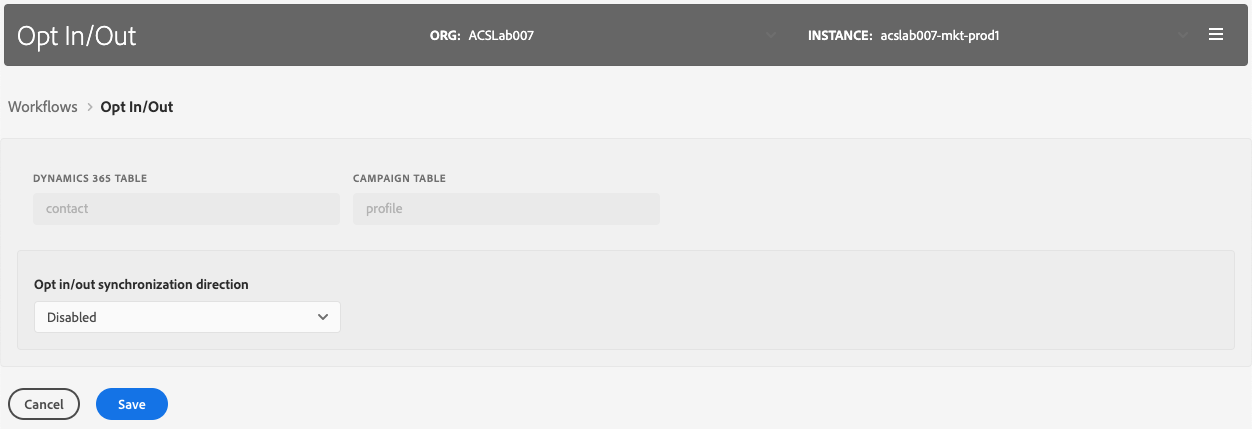 Opt In/Out ORG: ACSLab007 INSTANCE: acslab007-mkt-prod1
Workflows > Opt In/Out
DYNAMICS 365 TABLE CAMPAIGN TABLE
contact profile
Opt in/out synchronization direction
Disabled
Cancel Save